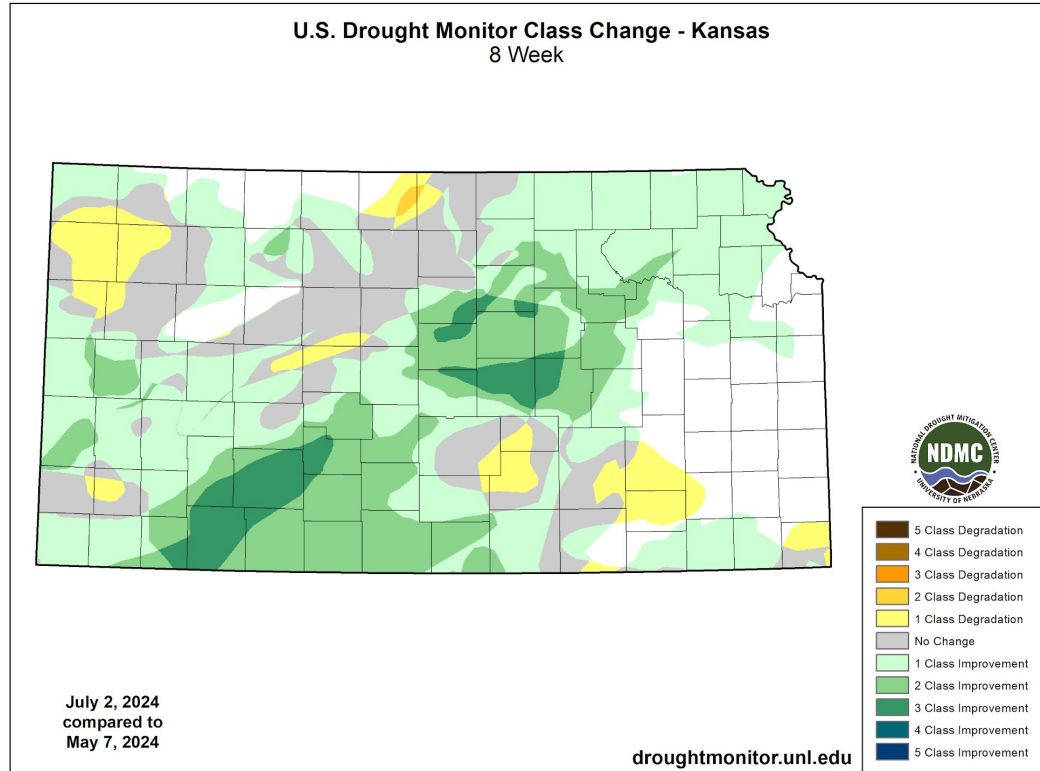 U.S. Drought Monitor Class Change - Kansas
8 Week
NATIONAL DROUGHT MITIGATION CENTER
NDMC
UNIVERSITY OF NEBRASKA
5 Class Degradation
4 Class Degradation
3 Class Degradation
2 Class Degradation
1 Class Degradation
No Change
1 Class Improvement
2 Class Improvement
3 Class Improvement
4 Class Improvement
5 Class Improvement
July 2, 2024
compared to
May 7, 2024
droughtmonitor.unl.edu